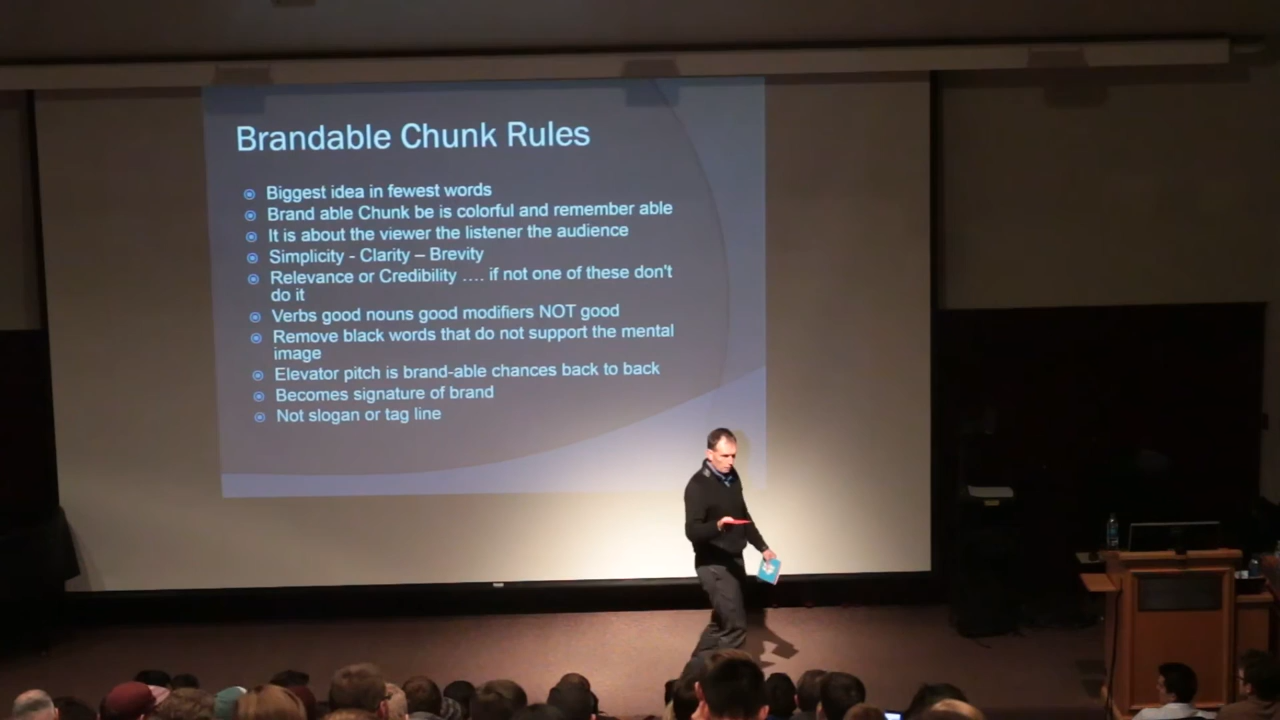 Brandable Chunk Rules
Biggest idea in fewest words
Brand able Chunk be is colorful and remember able
It is about the viewer the listener the audience
Simplicity - Clarity – Brevity
Relevance or Credibility .... if not one of these don't
do it
Verbs good nouns good modifiers NOT good
Remove black words that do not support the mental
image
Elevator pitch is brand-able chances back to back
Becomes signature of brand
Not slogan or tag line